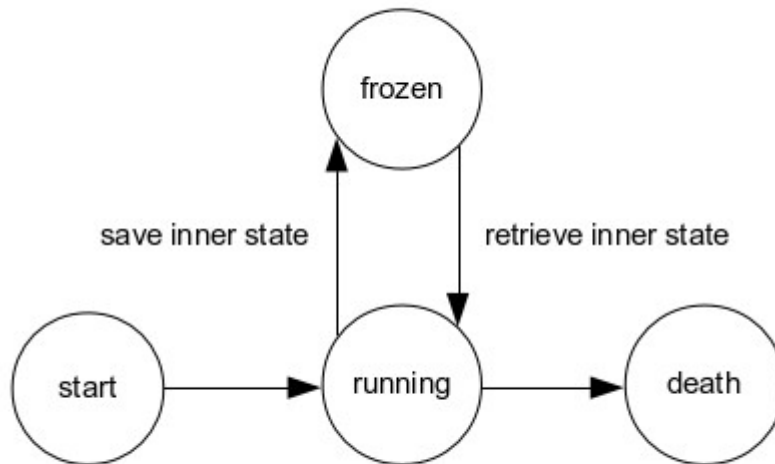 frozen
save inner state
retrieve inner state
start
running
death